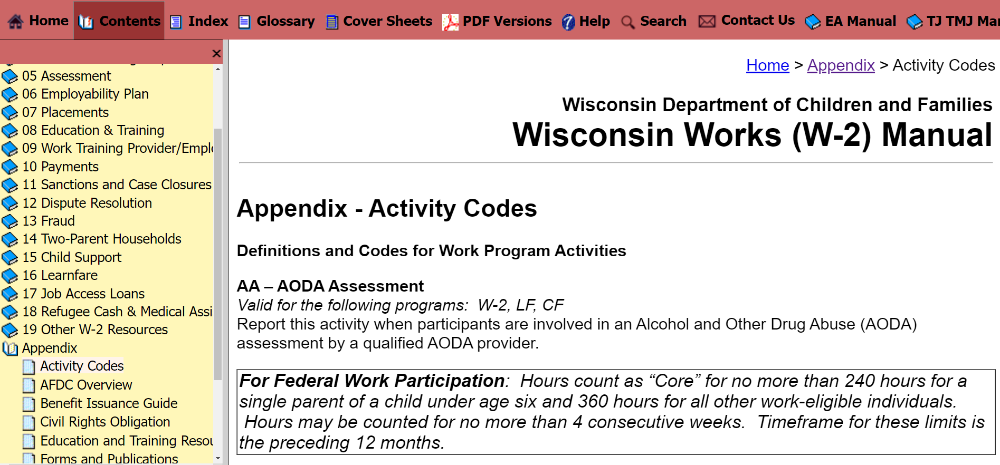 Home Contents Index Glossary Cover Sheets PDF Versions Help Search Contact Us EA Manual TJ TMJ
05 Assessment
06 Employability Plan
07 Placements
08 Education & Training
09 Work Training Provider/Emplo
10 Payments
11 Sanctions and Case Closures
12 Dispute Resolution
13 Fraud
14 Two-Parent Households
15 Child Support
16 Learnfare
17 Job Access Loans
18 Refugee Cash & Medical Assi
19 Other W-2 Resources
Appendix
Activity Codes
AFDC Overview
Benefit Issuance Guide
Civil Rights Obligation
Education and Training Resou
Forms and Publications
Home > Appendix > Activity Codes
Wisconsin Department of Children and Families
Wisconsin Works (W-2) Manual
Appendix - Activity Codes
Definitions and Codes for Work Program Activities
AA – AODA Assessment
Valid for the following programs: W-2, LF, CF
Report this activity when participants are involved in an Alcohol and Other Drug Abuse (AODA)
assessment by a qualified AODA provider.
For Federal Work Participation: Hours count as “Core” for no more than 240 hours for a
single parent of a child under age six and 360 hours for all other work-eligible individuals.
Hours may be counted for no more than 4 consecutive weeks. Timeframe for these limits is
the preceding 12 months.